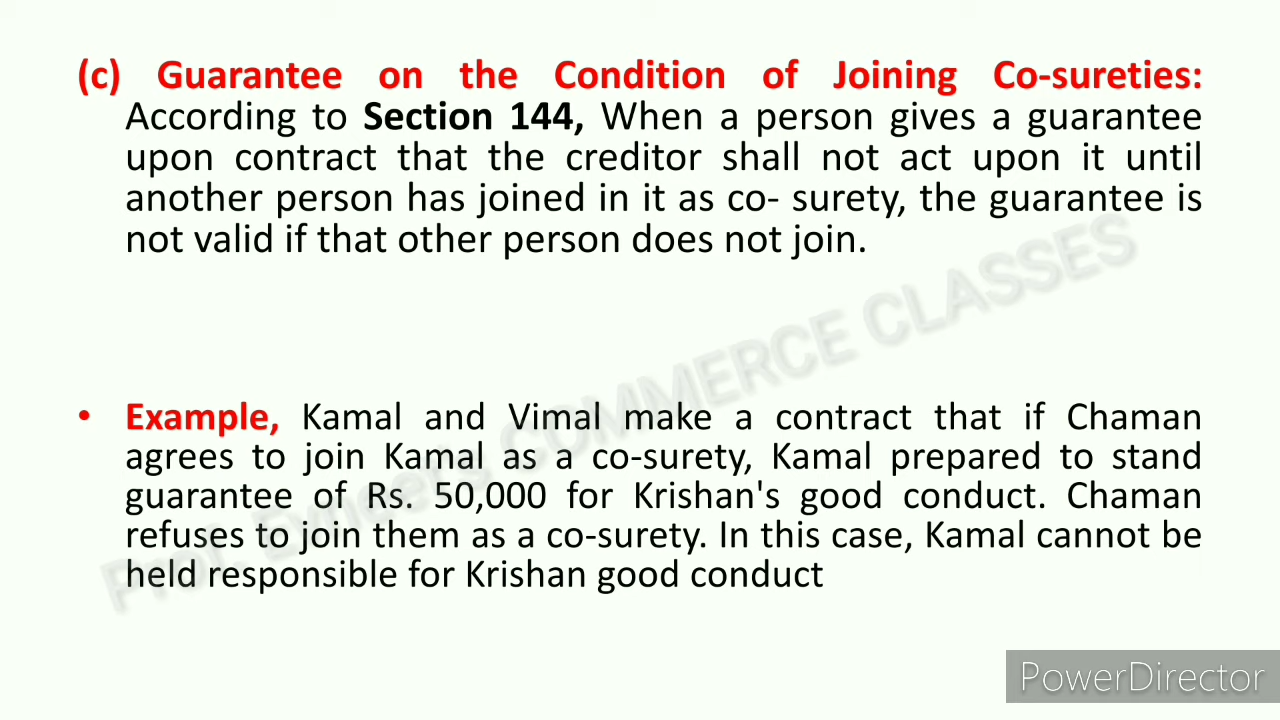 (c) Guarantee on the Condition of Joining Co-sureties:
According to Section 144, When a person gives a guarantee
upon contract that the creditor shall not act upon it until
another person has joined in it as co- surety, the guarantee is
not valid if that other person does not join.
• Example, Kamal and Vimal make a contract that if Chaman
agrees to join Kamal as a co-surety, Kamal prepared to stand
guarantee of Rs. 50,000 for Krishan's good conduct. Chaman
refuses to join them as a co-surety. In this case, Kamal cannot be
held responsible for Krishan good conduct
Prof. COMMERCE CLASSES
PowerDirector